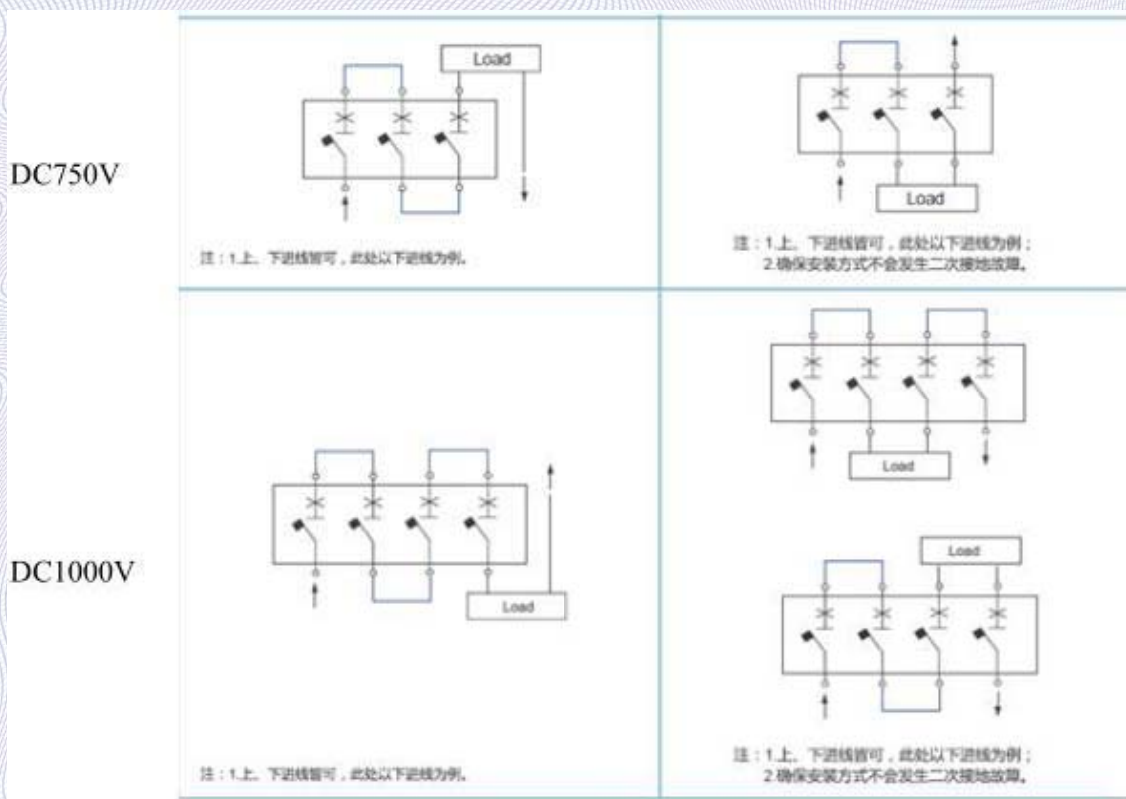 Load
Load
DC750V
注：1.上、下进线皆可，此处以下进线为例。
注：1.上、下进线皆可，此处以下进线为例；
2.确保安装方式不会发生二次接地故障。
Load
Load
Load
DC1000V
注：1.上、下进线皆可，此处以下进线为例。
注：1.上、下进线皆可，此处以下进线为例；
2.确保安装方式不会发生二次接地故障。